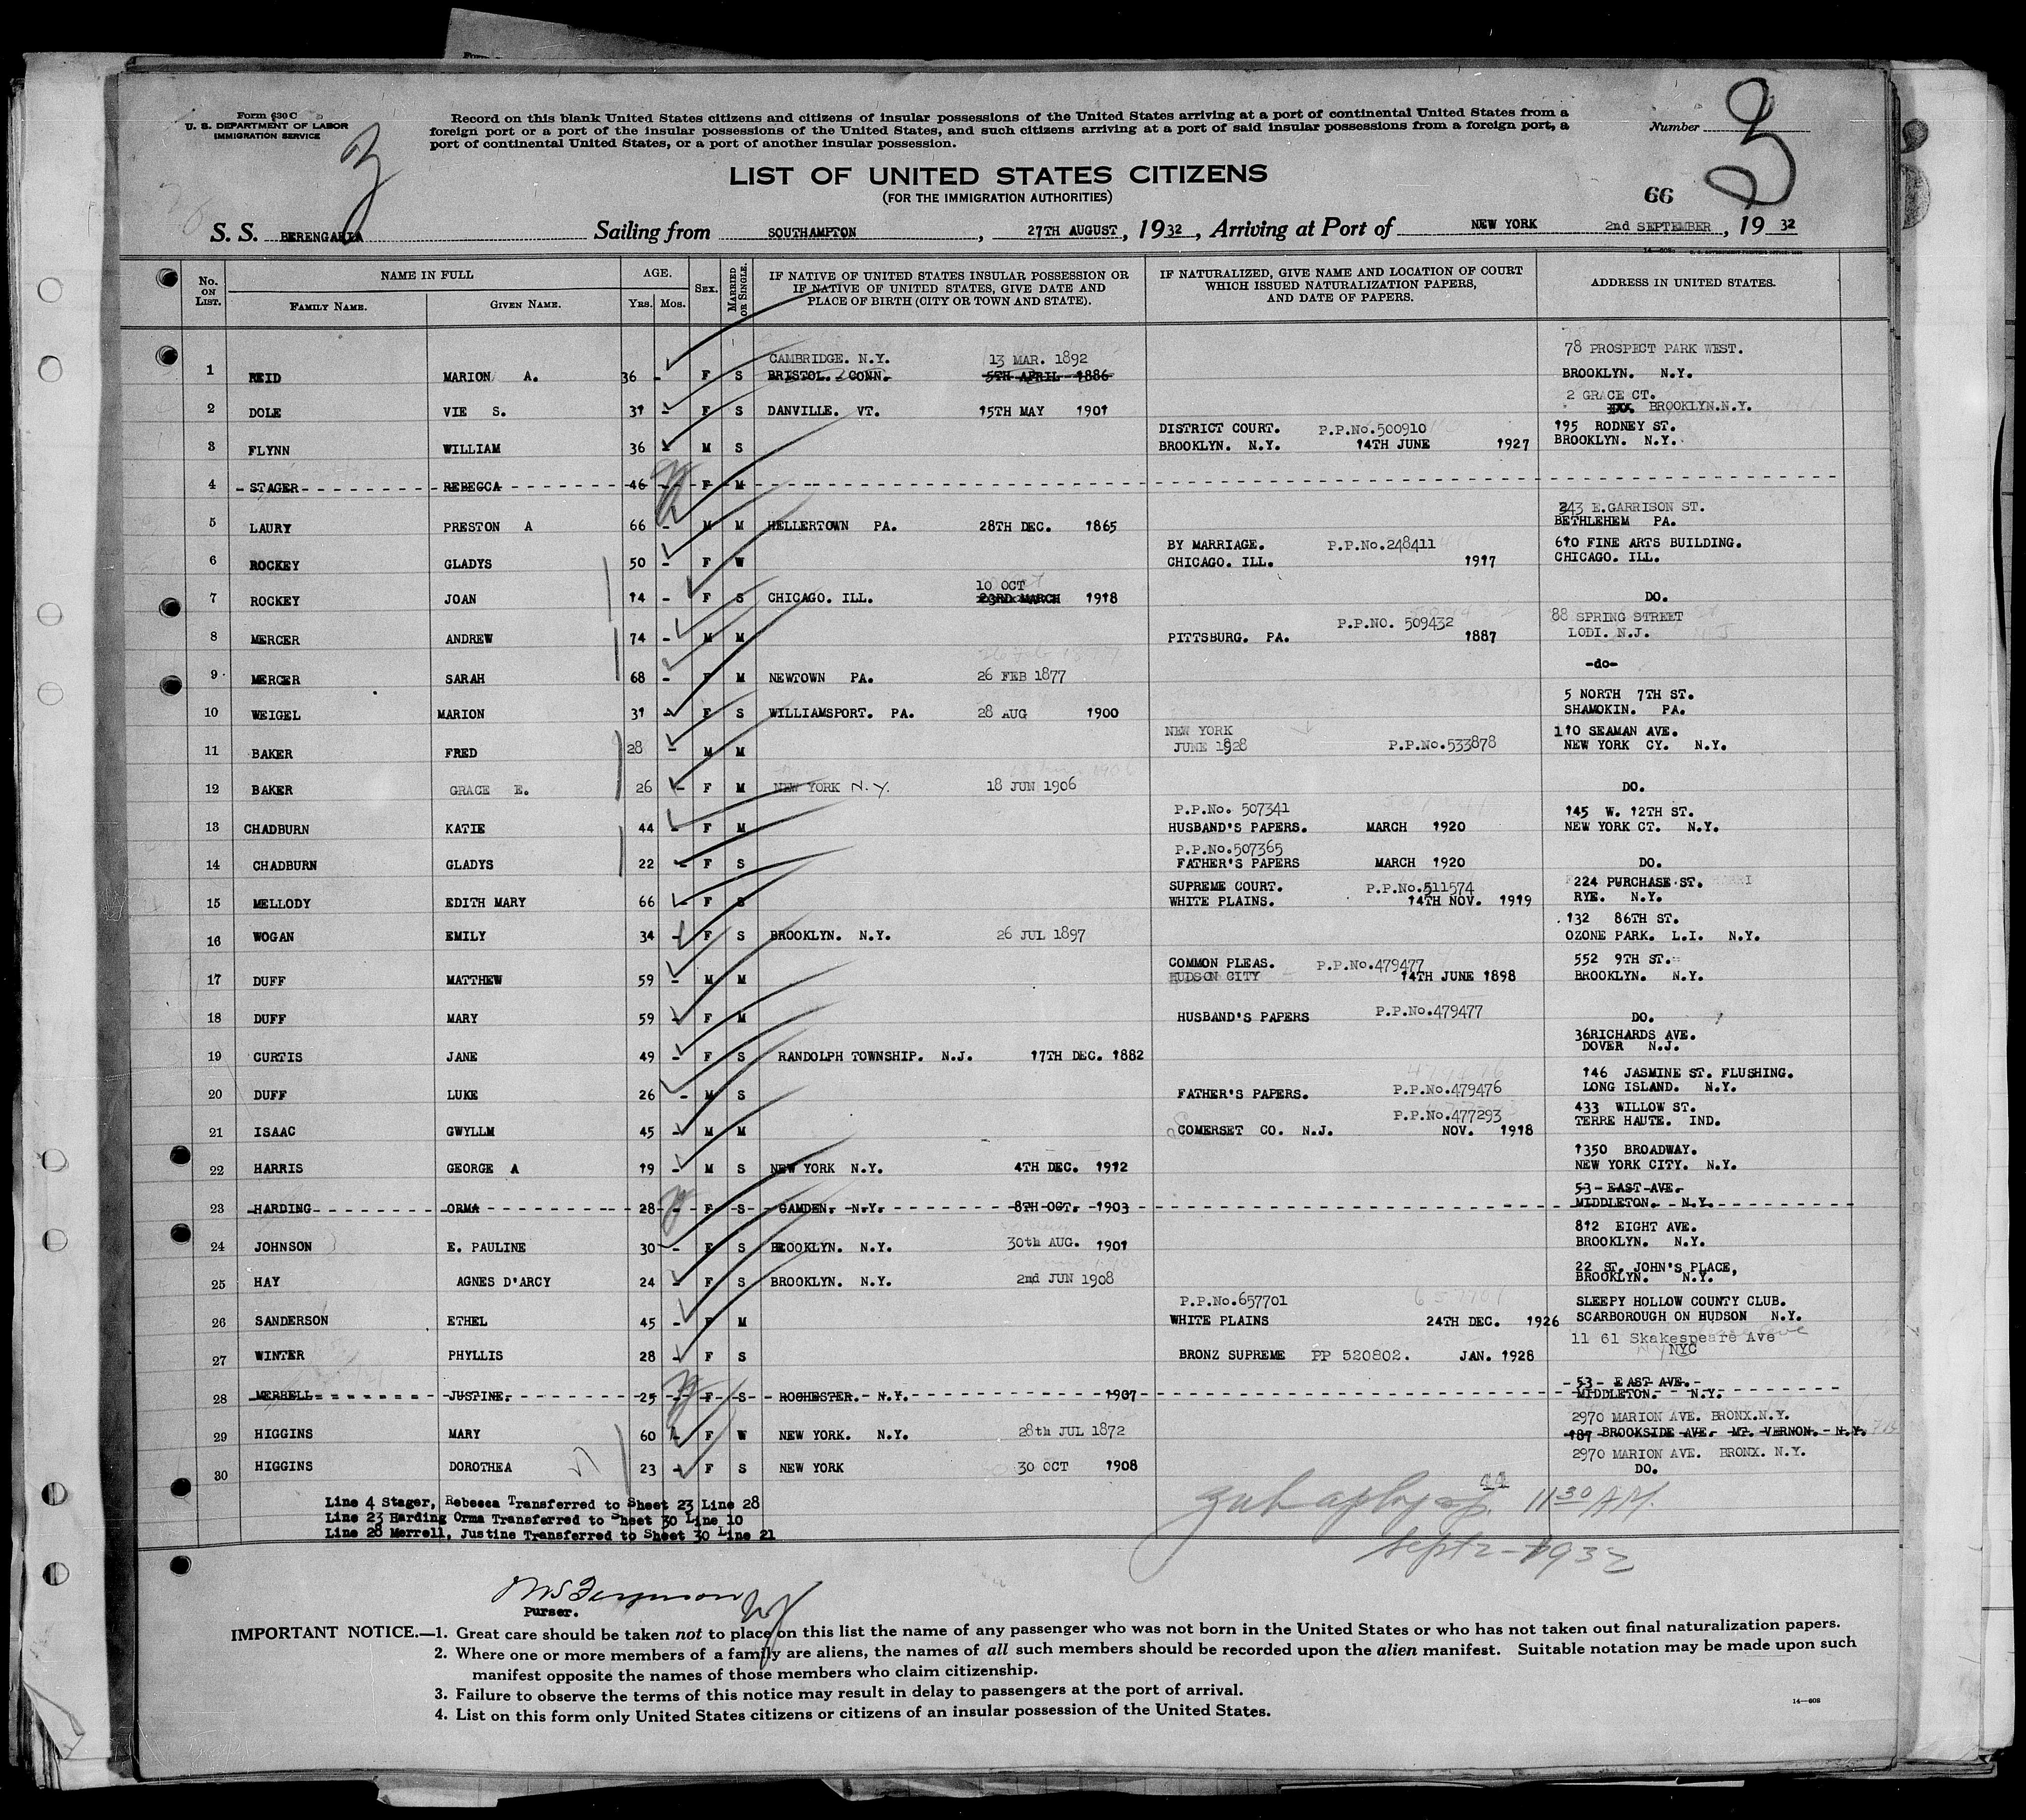 Form 630 C
U. S. DEPARTMENT OF LABOR
IMMIGRATION SERVICE
3
Record on this blank United States citizens and citizens of insular possessions of the United States arriving at a port of continental United States from a
foreign port or a port of the insular possessions of the United States, and such citizens arriving at a port of said insular possessions from a foreign port, a
port of continental United States, or a port of another insular possession.
Number
3
LIST OF UNITED STATES CITIZENS
(FOR THE IMMIGRATION AUTHORITIES)
66
S. S. BERENGARIA Sailing from SOUTHAMPTON, 27TH AUGUST, 1932, Arriving at Port of NEW YORK 2nd SEPTEMBER, 1932
No. ON LIST. NAME IN FULL FAMILY NAME. GIVEN NAME. AGE. YRS. MOS. SEX. MARRIED OR SINGLE. IF NATIVE OF UNITED STATES INSULAR POSSESSION OR IF NATIVE OF UNITED STATES, GIVE DATE AND PLACE OF BIRTH (CITY OR TOWN AND STATE). IF NATURALIZED, GIVE NAME AND LOCATION OF COURT WHICH ISSUED NATURALIZATION PAPERS, AND DATE OF PAPERS. ADDRESS IN UNITED STATES.
CAMBRIDGE. N.Y. 13 MAR. 1892 78 PROSPECT PARK WEST.
1 REID MARION A. 36 - F S BRISTOL. CONN. 5TH APRIL 1886 BROOKLYN. N.Y.
2 GRACE CT.
2 DOLE VIE S. 31 - F S DANVILLE. VT. 15TH MAY 1901 BROOKLYN.N.Y.
DISTRICT COURT. P.P.No.500910 195 RODNEY ST.
3 FLYNN WILLIAM 36 - M S BROOKLYN. N.Y. 14TH JUNE 1927 BROOKLYN. N.Y.
4 STAGER REBECCA 46 - F M
243 E.GARRISON ST.
5 LAURY PRESTON A 66 - M M HELLERTOWN PA. 28TH DEC. 1865 BETHLEHEM PA.
BY MARRIAGE. P.P.No.248411 610 FINE ARTS BUILDING.
6 ROCKEY GLADYS 50 - F W CHICAGO. ILL. 1917 CHICAGO. ILL.
10 OCT
7 ROCKEY JOAN 14 - F S CHICAGO. ILL. 23RD MARCH 1918 DO.
P.P.NO. 509432 88 SPRING STREET
8 MERCER ANDREW 74 - M M PITTSBURG. PA. 1887 LODI. N.J.
-do-
9 MERCER SARAH 68 - F M NEWTOWN PA. 26 FEB 1877
5 NORTH 7TH ST.
10 WEIGEL MARION 31 - F S WILLIAMSPORT. PA. 28 AUG 1900 SHAMOKIN. PA.
NEW YORK 110 SEAMAN AVE.
11 BAKER FRED 28 - M M JUNE 1928 P.P.No.533878 NEW YORK CY. N.Y.
12 BAKER GRACE E. 26 - F M NEW YORK N.Y. 18 JUN 1906 DO.
P.P.No. 507341 145 W. 12TH ST.
13 CHADBURN KATIE 44 - F M HUSBAND'S PAPERS. MARCH 1920 NEW YORK CT. N.Y.
P.P.No.507365
14 CHADBURN GLADYS 22 - F S FATHER'S PAPERS MARCH 1920 DO.
SUPREME COURT. P.P.No.511574 224 PURCHASE ST.
15 MELLODY EDITH MARY 66 - F S WHITE PLAINS. 14TH NOV. 1919 RYE. N.Y.
132 86TH ST.
16 WOGAN EMILY 34 - F S BROOKLYN. N.Y. 26 JUL 1897 OZONE PARK. L.I. N.Y.
COMMON PLEAS. P.P.No.479477 552 9TH ST.
17 DUFF MATTHEW 59 - M M HUDSON CITY 14TH JUNE 1898 BROOKLYN. N.Y.
18 DUFF MARY 59 - F M HUSBAND'S PAPERS P.P.No.479477 DO.
36RICHARDS AVE.
19 CURTIS JANE 49 - F S RANDOLPH TOWNSHIP. N.J. 17TH DEC. 1882 DOVER N.J.
146 JASMINE ST. FLUSHING.
20 DUFF LUKE 26 - M S FATHER'S PAPERS. P.P.No.479476 LONG ISLAND. N.Y.
P.P.No.477293 433 WILLOW ST.
21 ISAAC GWYLLM 45 - M M COMERSET CO. N.J. NOV. 1918 TERRE HAUTE. IND.
1350 BROADWAY.
22 HARRIS GEORGE A 19 - M S NEW YORK N.Y. 4TH DEC. 1912 NEW YORK CITY. N.Y.
53 EAST AVE.
23 HARDING ORMA 28 - F S CAMDEN. N.Y. 8TH OCT. 1903 MIDDLETON. N.Y.
812 EIGHT AVE.
24 JOHNSON E. PAULINE 30 - F S BROOKLYN. N.Y. 30th AUG. 1901 BROOKLYN. N.Y.
22 ST. JOHN'S PLACE,
25 HAY AGNES D'ARCY 24 - F S BROOKLYN. N.Y. 2nd JUN 1908 BROOKLYN. N.Y.
P.P.No.657701 SLEEPY HOLLOW COUNTY CLUB.
26 SANDERSON ETHEL 45 - F M WHITE PLAINS 24TH DEC. 1926 SCARBOROUGH ON HUDSON N.Y.
11 61 Skakespeare Ave
27 WINTER PHYLLIS 28 - F S BRONZ SUPREME PP 520802. JAN. 1928 NYC
53 EAST AVE.
28 MERRELL JUSTINE. 25 - F S ROCHESTER. N.Y. 1907 MIDDLETON. N.Y.
2970 MARION AVE. BRONX.N.Y.
29 HIGGINS MARY 60 - F W NEW YORK. N.Y. 28th JUL 1872 187 BROOKSIDE AVE. MT. VERNON. N.Y.
2970 MARION AVE. BRONX. N.Y.
30 HIGGINS DOROTHEA 23 - F S NEW YORK 30 OCT 1908 DO.
44
Line 4 Stager, Rebecca Transferred to Sheet 23 Line 28
Line 23 Harding Orma Transferred to Sheet 30 Line 10
Line 28 Merrell, Justine Transferred to Sheet 30 Line 21
11 30 AM.
Sept 2 - 1932
Purser.
IMPORTANT NOTICE.—1. Great care should be taken not to place on this list the name of any passenger who was not born in the United States or who has not taken out final naturalization papers.
2. Where one or more members of a family are aliens, the names of all such members should be recorded upon the alien manifest. Suitable notation may be made upon such
manifest opposite the names of those members who claim citizenship.
3. Failure to observe the terms of this notice may result in delay to passengers at the port of arrival.
4. List on this form only United States citizens or citizens of an insular possession of the United States.
14—608